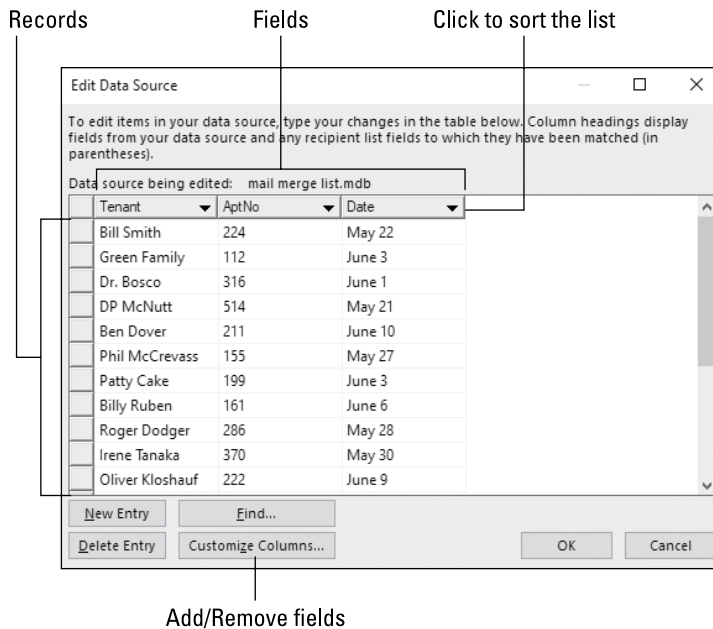 Records Fields Click to sort the list
Edit Data Source
To edit items in your data source, type your changes in the table below. Column headings display
fields from your data source and any recipient list fields to which they have been matched (in
parentheses).
Data source being edited: mail merge list.mdb
Tenant AptNo Date
Bill Smith 224 May 22
Green Family 112 June 3
Dr. Bosco 316 June 1
DP McNutt 514 May 21
Ben Dover 211 June 10
Phil McCrevass 155 May 27
Patty Cake 199 June 3
Billy Ruben 161 June 6
Roger Dodger 286 May 28
Irene Tanaka 370 May 30
Oliver Kloshauf 222 June 9
New Entry Find...
Delete Entry Customize Columns... OK Cancel
Add/Remove fields